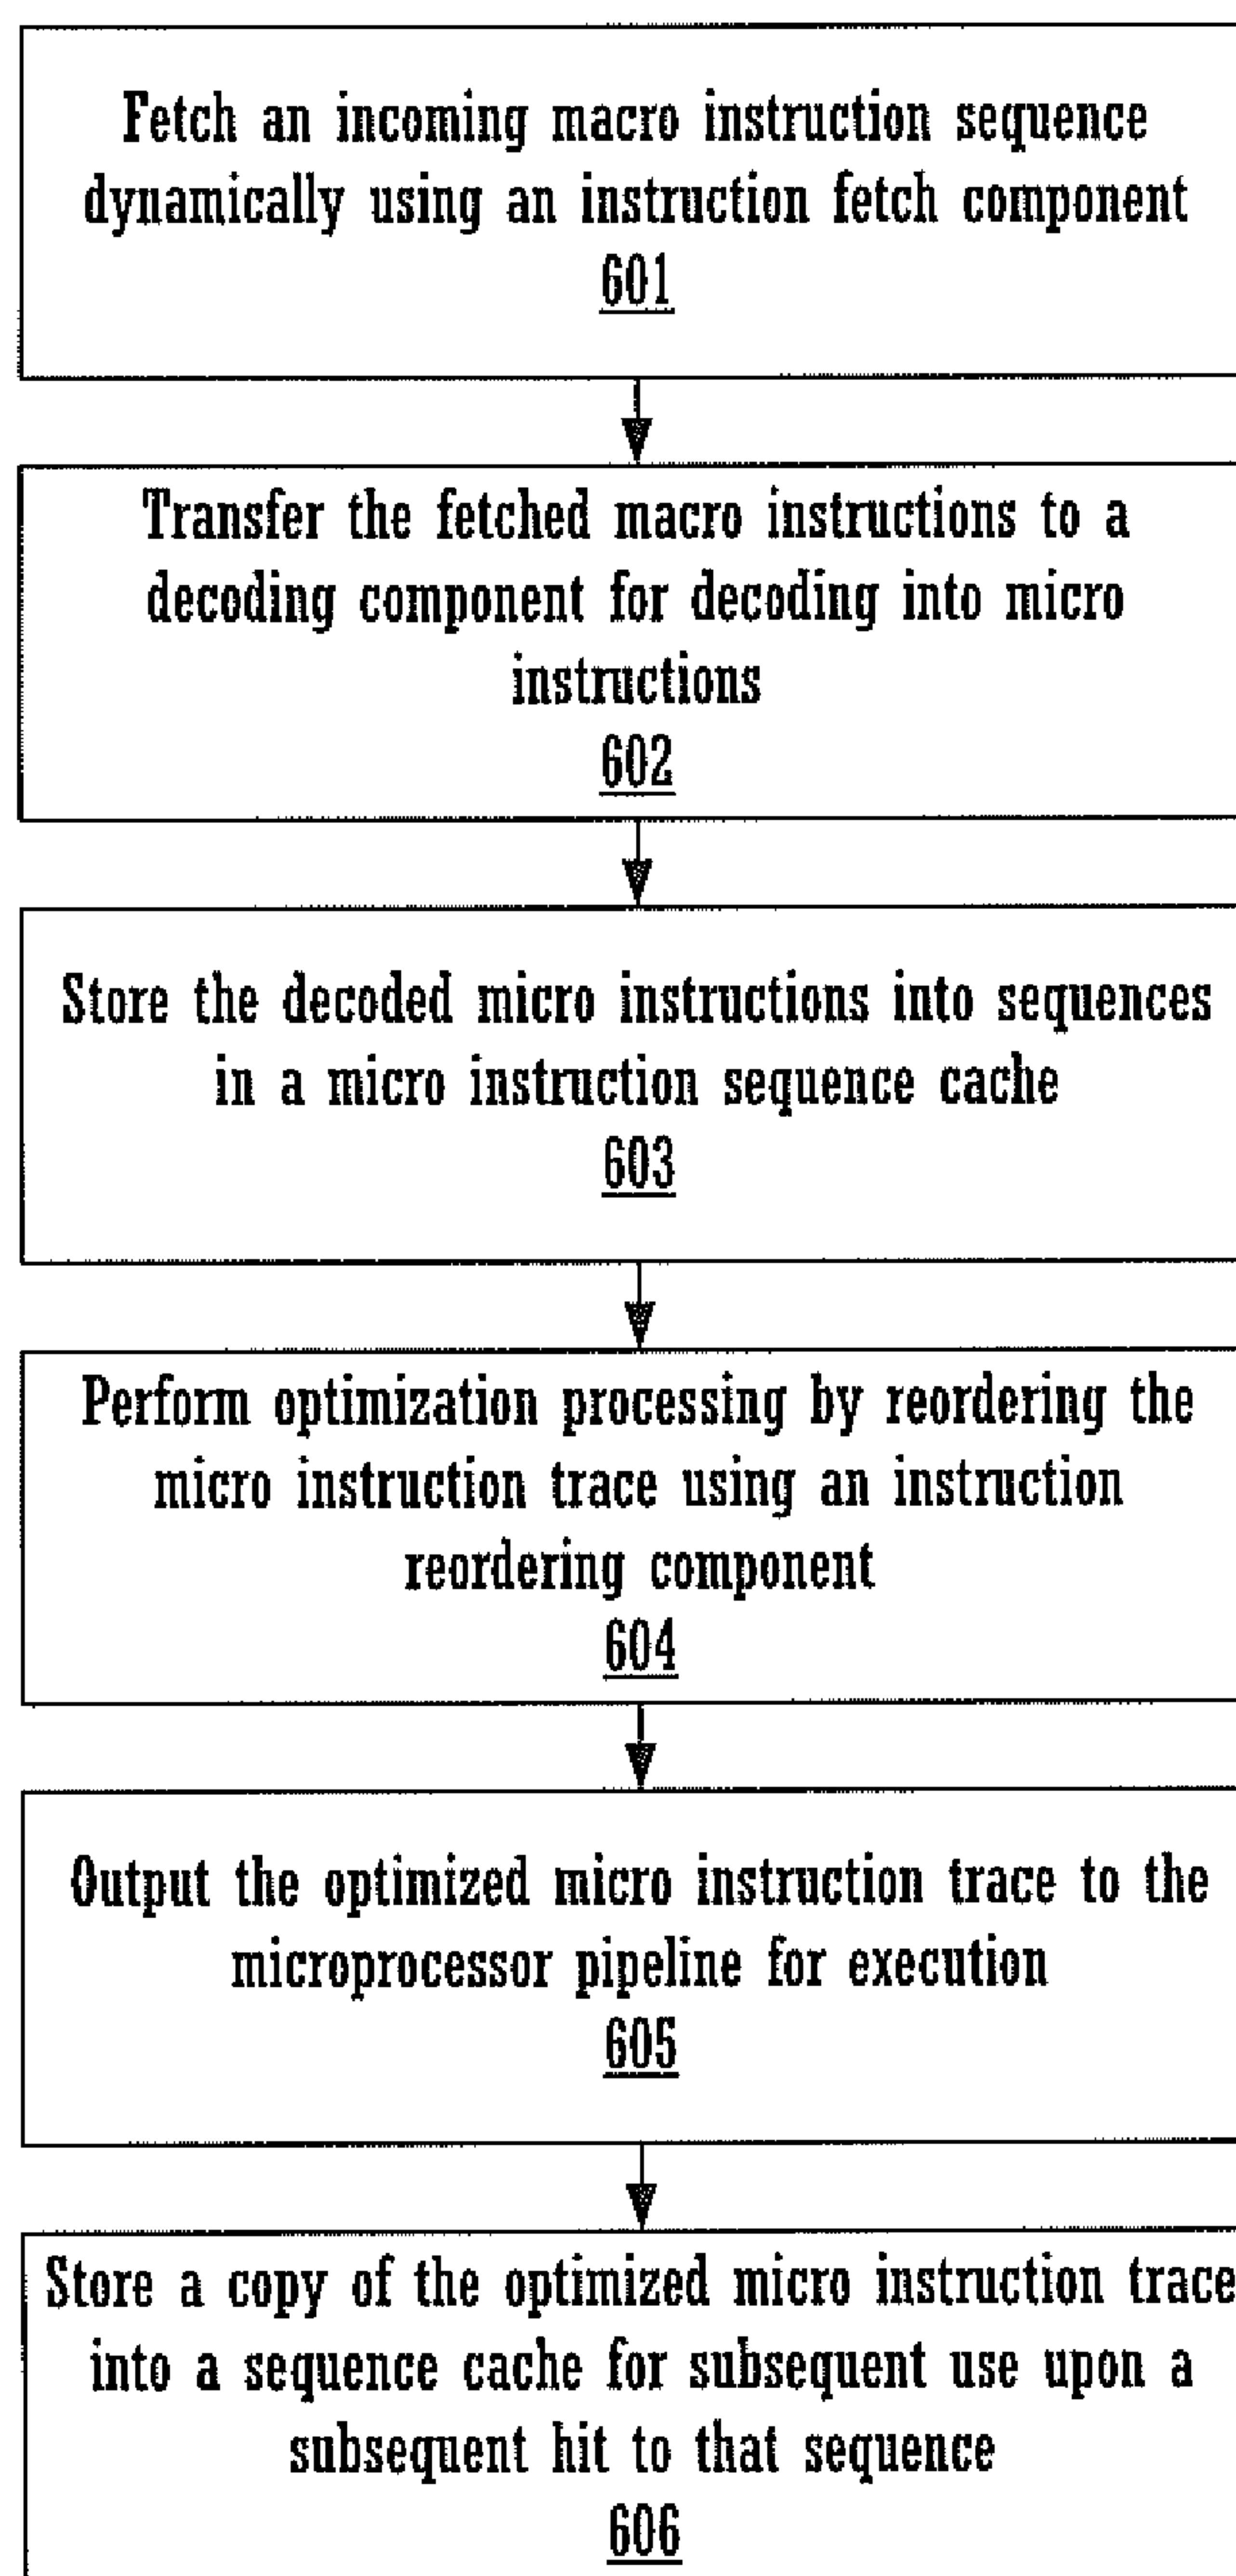 Fetch an incoming macro instruction sequence
dynamically using an instruction fetch component
601
Transfer the fetched macro instructions to a
decoding component for decoding into micro
instructions
602
Store the decoded micro instructions into sequences
in a micro instruction sequence cache
603
Perform optimization processing by reordering the
micro instruction trace using an instruction
reordering component
604
Output the optimized micro instruction trace to the
microprocessor pipeline for execution
605
Store a copy of the optimized micro instruction trace
into a sequence cache for subsequent use upon a
subsequent hit to that sequence
606